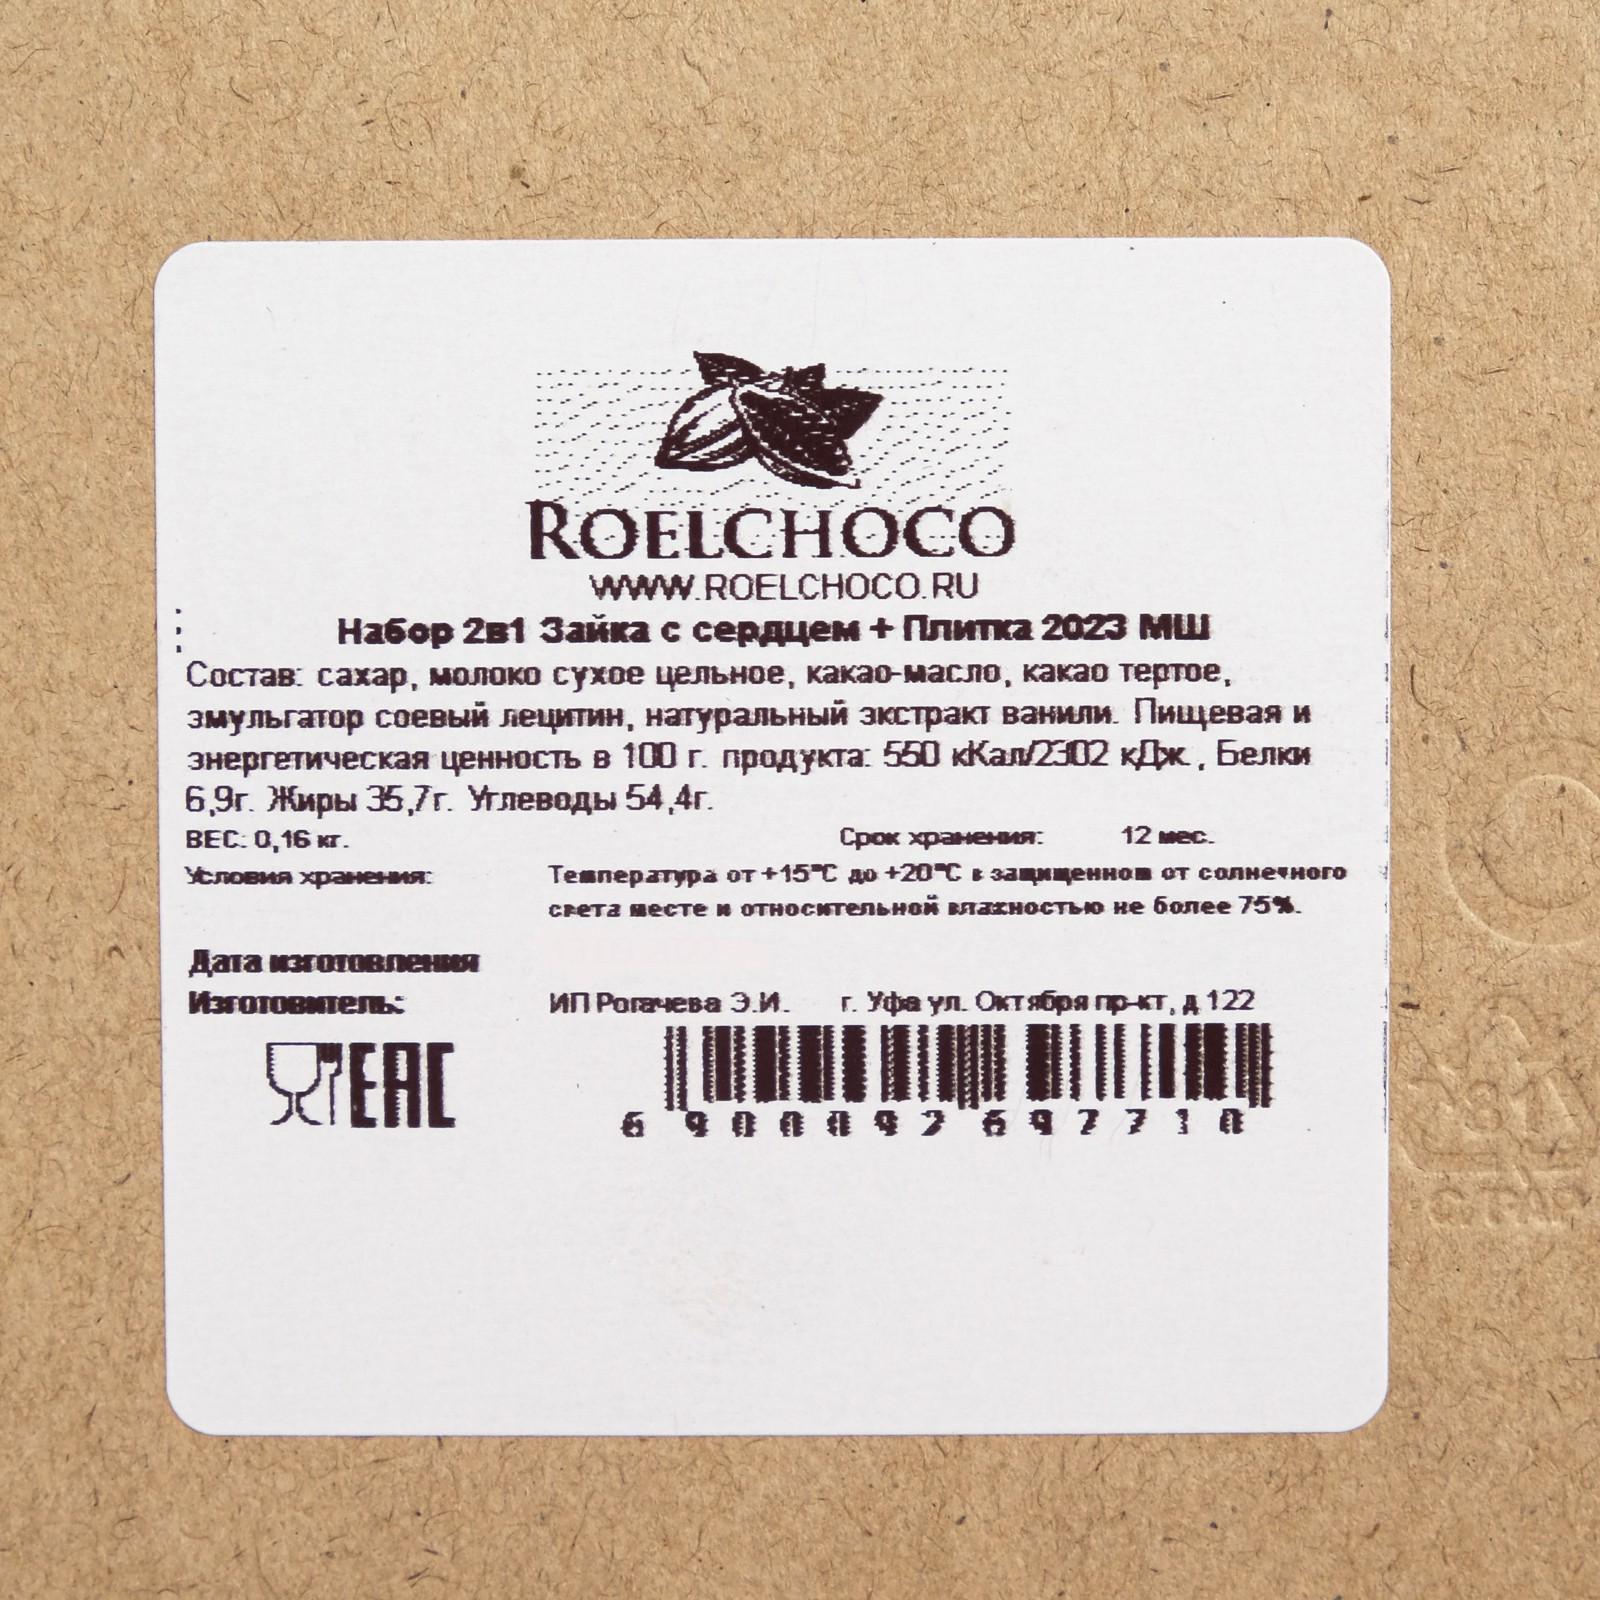 ROELCHOCO
WWW.ROELCHOCO.RU
Набор 2в1 Зайка с сердцем + Плитка 2023 МШ
Состав: сахар, молоко сухое цельное, какао-масло, какао тертое,
эмульгатор соевый лецитин, натуральный экстракт ванили. Пищевая и
энергетическая ценность в 100 г. продукта: 550 кКал/2302 кДж., Белки
6,9г. Жиры 35,7г. Углеводы 54,4г.
ВЕС: 0,16 кг. Срок хранения: 12 мес.
Условия хранения: Температура от +15°C до +20°C в защищенном от солнечного
света месте и относительной влажностью не более 75%.
Дата изготовления
Изготовитель: ИП Рогачева Э.И. г. Уфа ул. Октября пр-кт, д 122
EAC
6 900092 697710